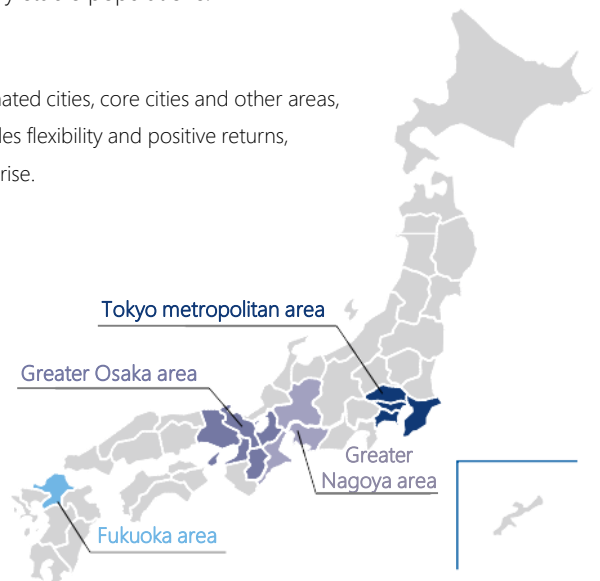 ated cities, core cities and other areas,
les flexibility and positive returns,
rise.
Tokyo metropolitan area
Greater Osaka area
Greater
Nagoya area
Fukuoka area